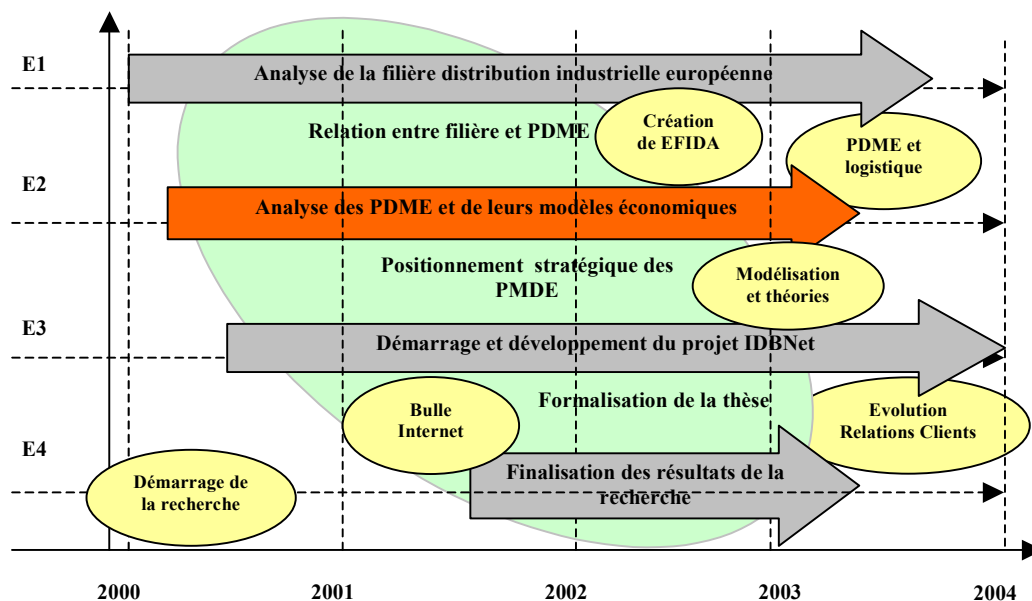 E1
Analyse de la filière distribution industrielle européenne
Relation entre filière et PDME
Création
de EFIDA
PDME et
logistique
E2
Analyse des PDME et de leurs modèles économiques
Positionnement stratégique des
PMDE
Modélisation
et théories
E3
Démarrage et développement du projet IDBNet
Formalisation de la thèse
Bulle
Internet
Evolution
Relations Clients
E4
Finalisation des résultats de la
recherche
Démarrage de
la recherche
2000
2001
2002
2003
2004